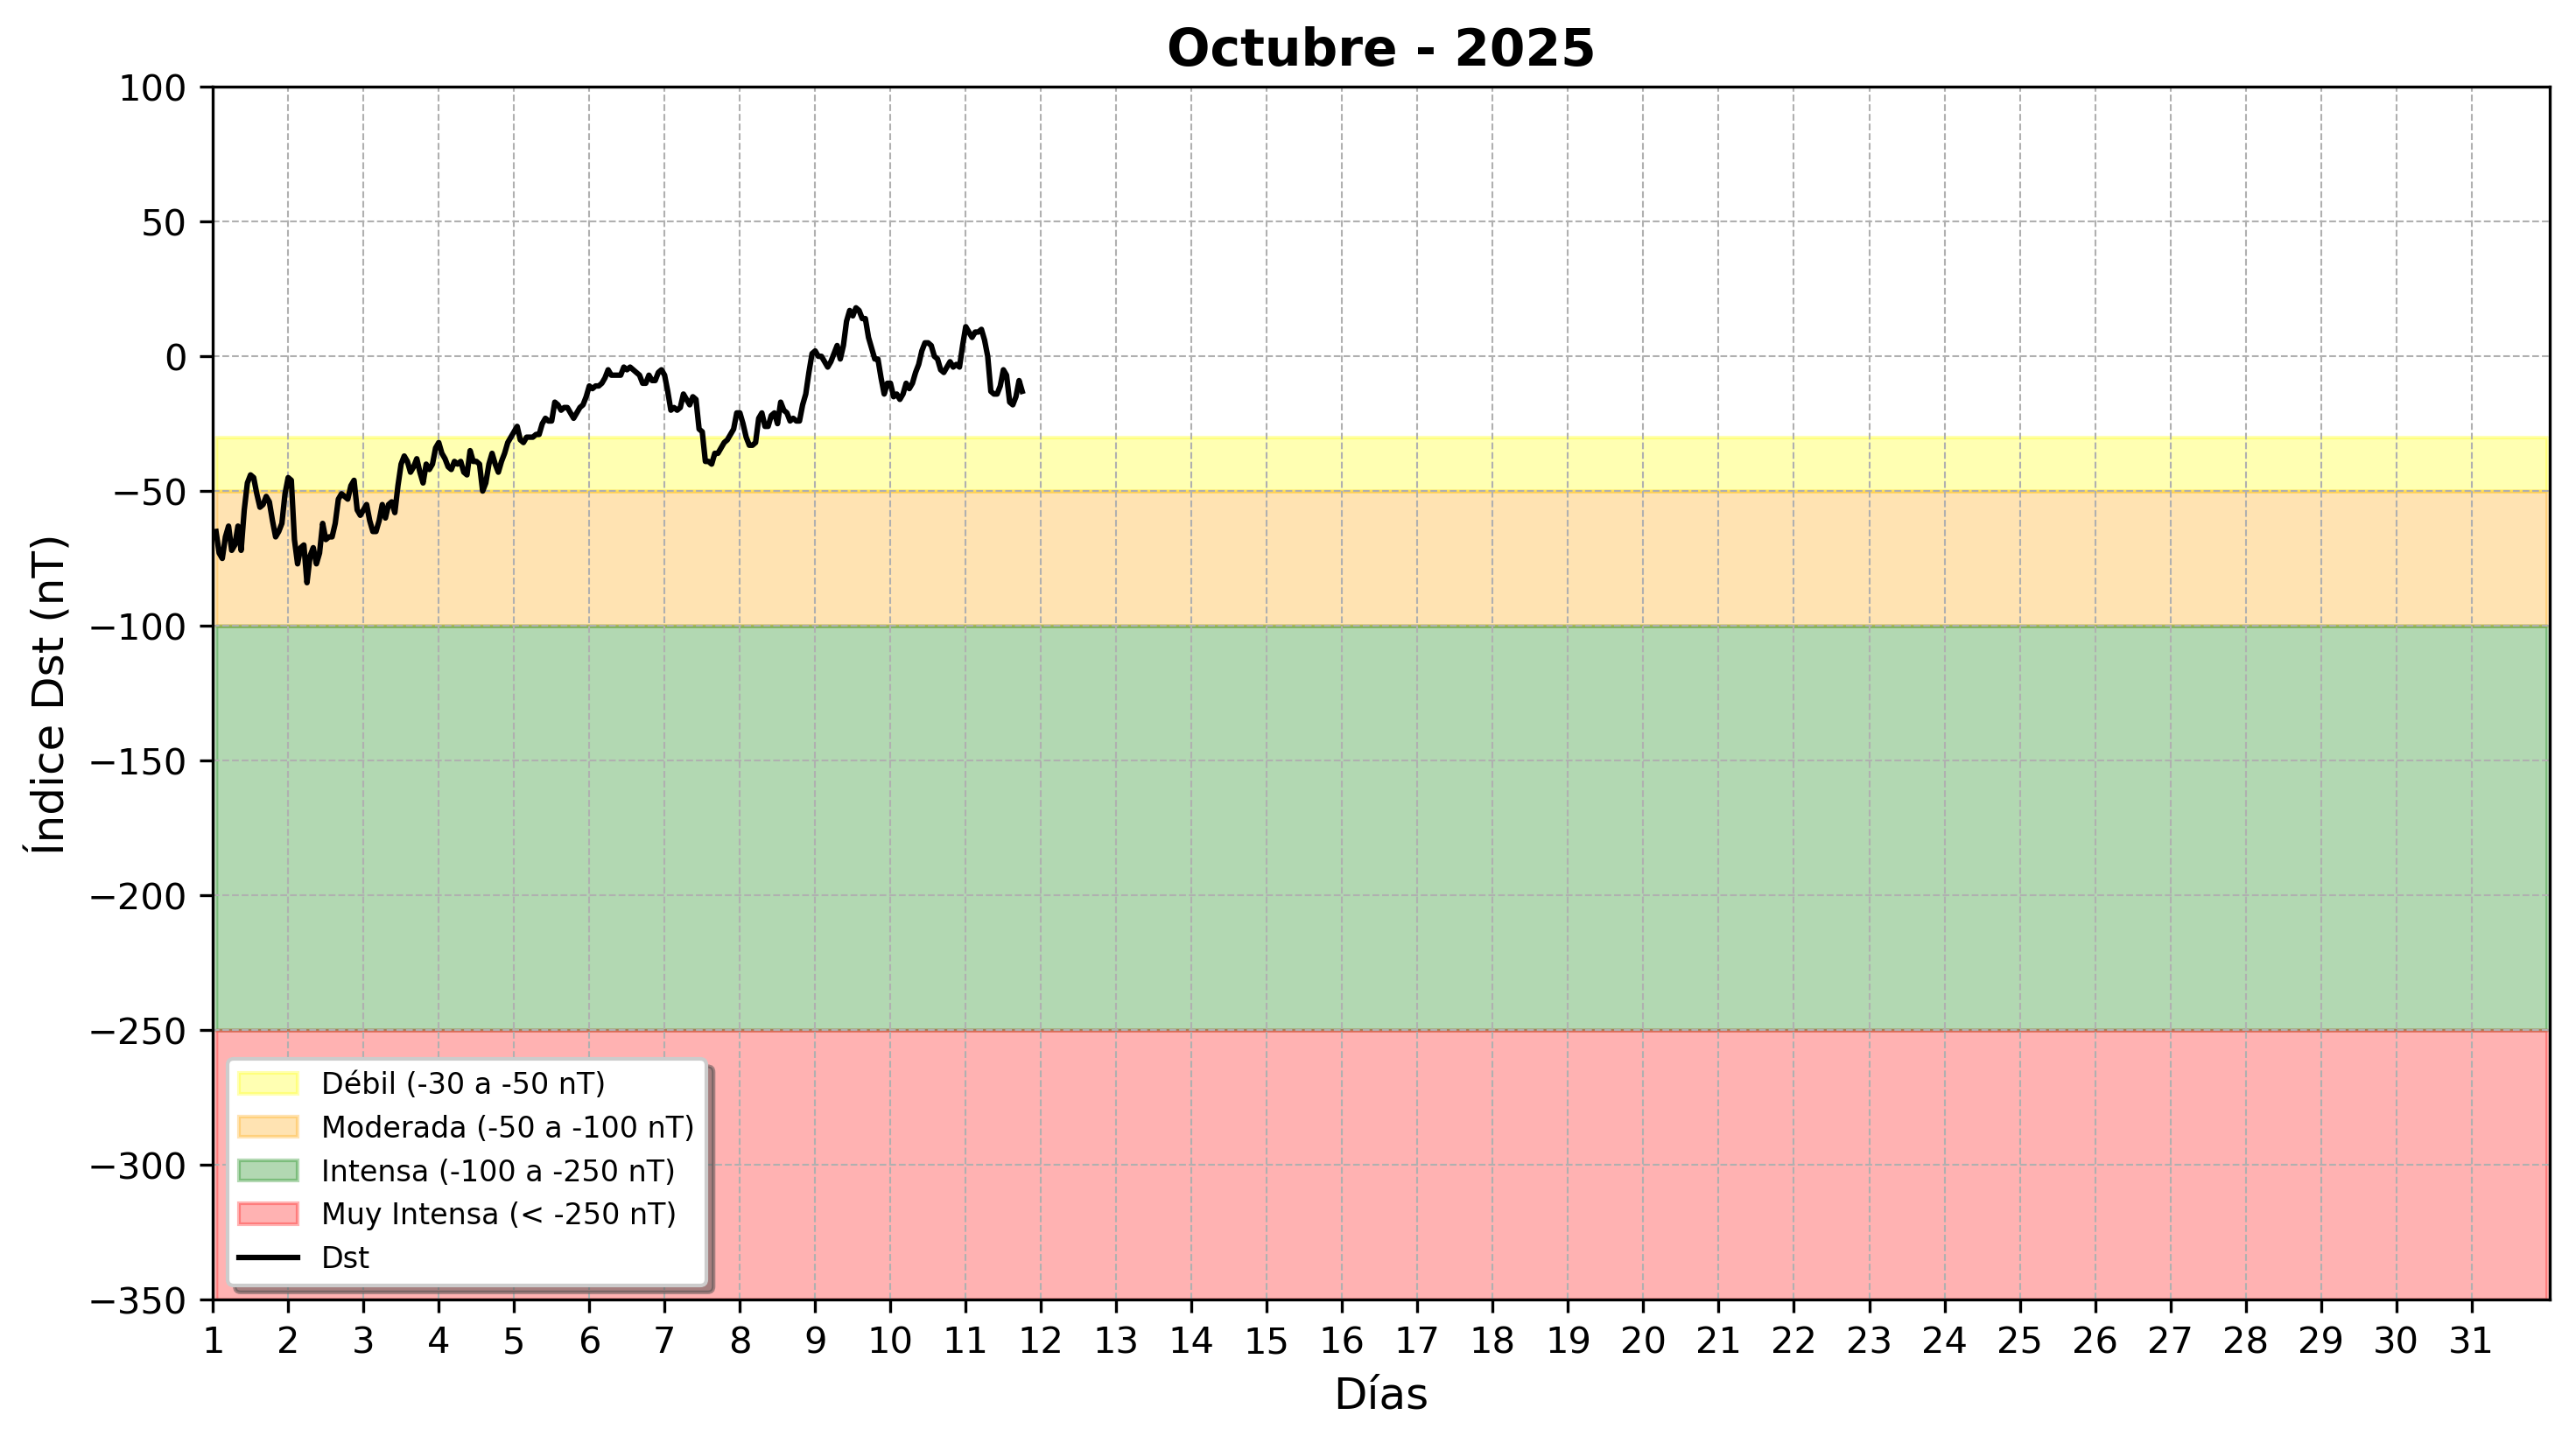 Octubre - 2025
100
50
0
−50
−100
−150
−200
−250
−300
−350
Índice Dst (nT)
Débil (-30 a -50 nT)
Moderada (-50 a -100 nT)
Intensa (-100 a -250 nT)
Muy Intensa (< -250 nT)
Dst
1 2 3 4 5 6 7 8 9 10 11 12 13 14 15 16 17 18 19 20 21 22 23 24 25 26 27 28 29 30 31
Días